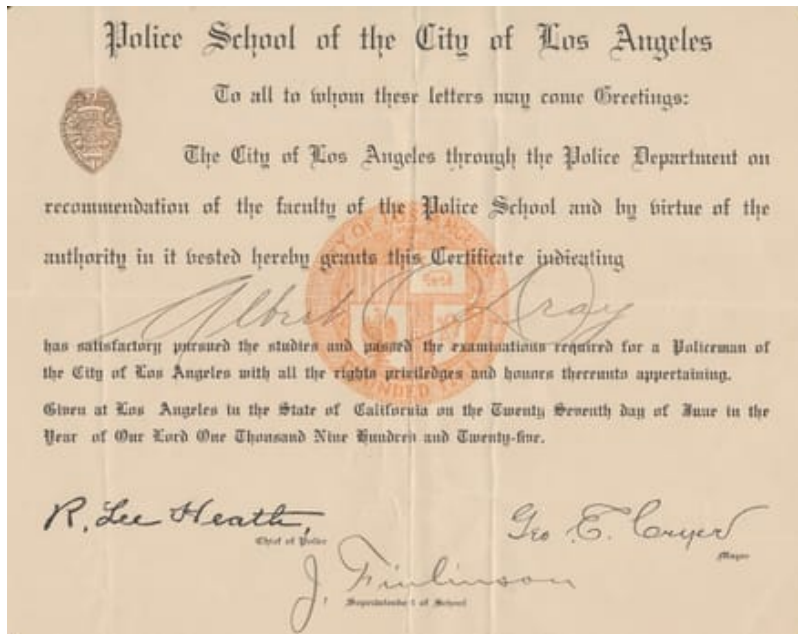 Police School of the City of Los Angeles
To all to whom these letters may come Greetings:
The City of Los Angeles through the Police Department on
recommendation of the faculty of the Police School and by virtue of the
authority in it vested hereby grants this Certificate indicating
Albert C Dray
has satisfactory pursued the studies and passed the examinations required for a Policeman of
the City of Los Angeles with all the rights priviledges and honors thereunto appertaining.
Given at Los Angeles in the State of California on the Twenty Seventh day of June in the
Year of Our Lord One Thousand Nine Hundred and Twenty-five.
R. Lee Heath,
Chief of Police
Geo E. Cryer
Mayor
J. Finlinson
Superintendent of School